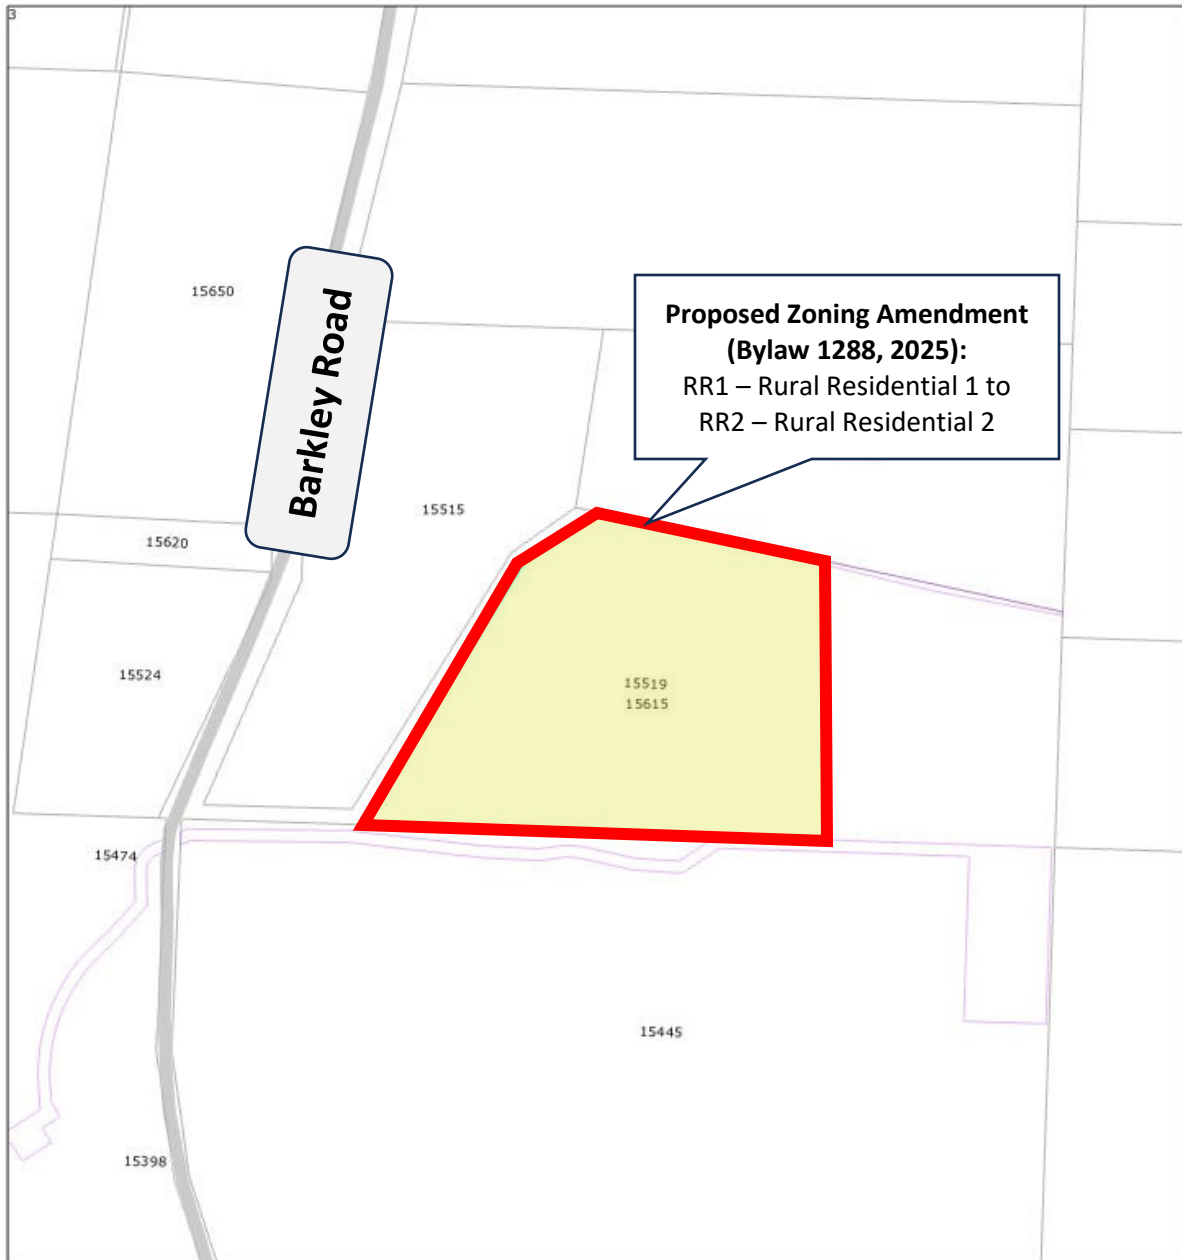 3
15650
Barkley Road
Proposed Zoning Amendment
(Bylaw 1288, 2025):
RR1 – Rural Residential 1 to
RR2 – Rural Residential 2
15515
15620
15524
15519
15615
15474
15445
15398